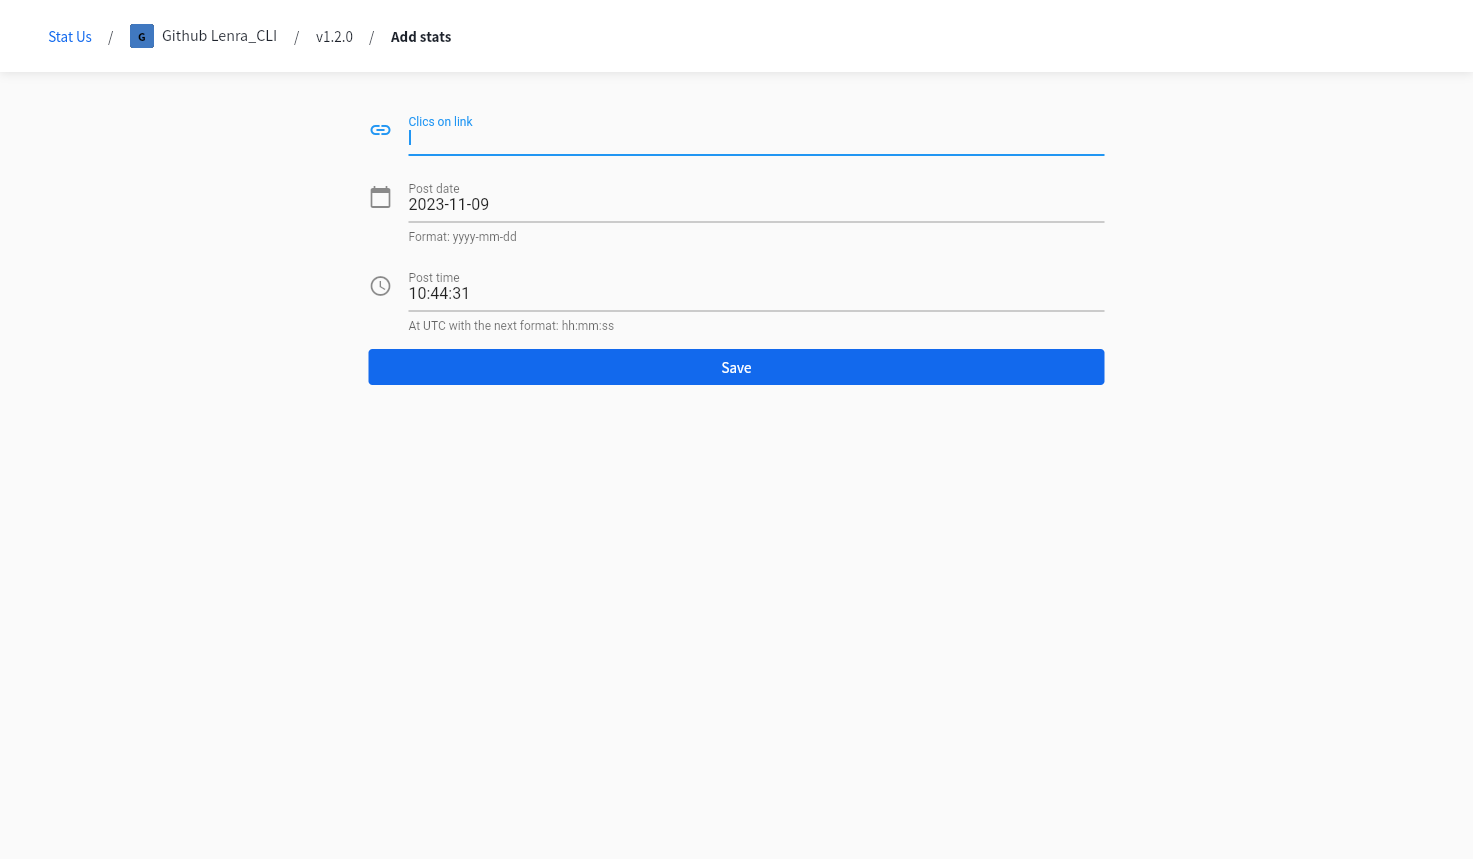 Stat Us / G Github Lenra_CLI / v1.2.0 / Add stats
Clics on link
Post date
2023-11-09
Format: yyyy-mm-dd
Post time
10:44:31
At UTC with the next format: hh:mm:ss
Save